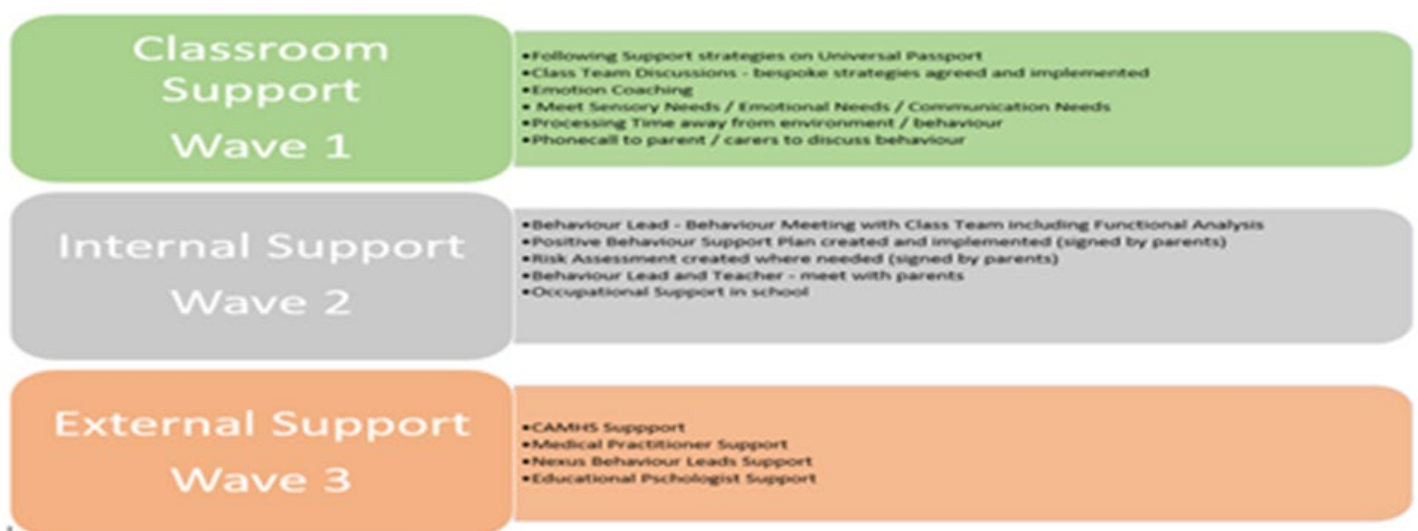 Classroom
Support
Wave 1
•Following Support strategies on Universal Passport
•Class Team Discussions - bespoke strategies agreed and implemented
•Emotion Coaching
• Meet Sensory Needs / Emotional Needs / Communication Needs
•Processing Time away from environment / behaviour
•Phonecall to parent / carers to discuss behaviour
Internal Support
Wave 2
•Behaviour Lead - Behaviour Meeting with Class Team including Functional Analysis
•Positive Behaviour Support Plan created and implemented (signed by parents)
•Risk Assessment created where needed (signed by parents)
•Behaviour Lead and Teacher - meet with parents
•Occupational Support in school
External Support
Wave 3
•CAMHS Suppport
•Medical Practitioner Support
•Nexus Behaviour Leads Support
•Educational Pschologist Support